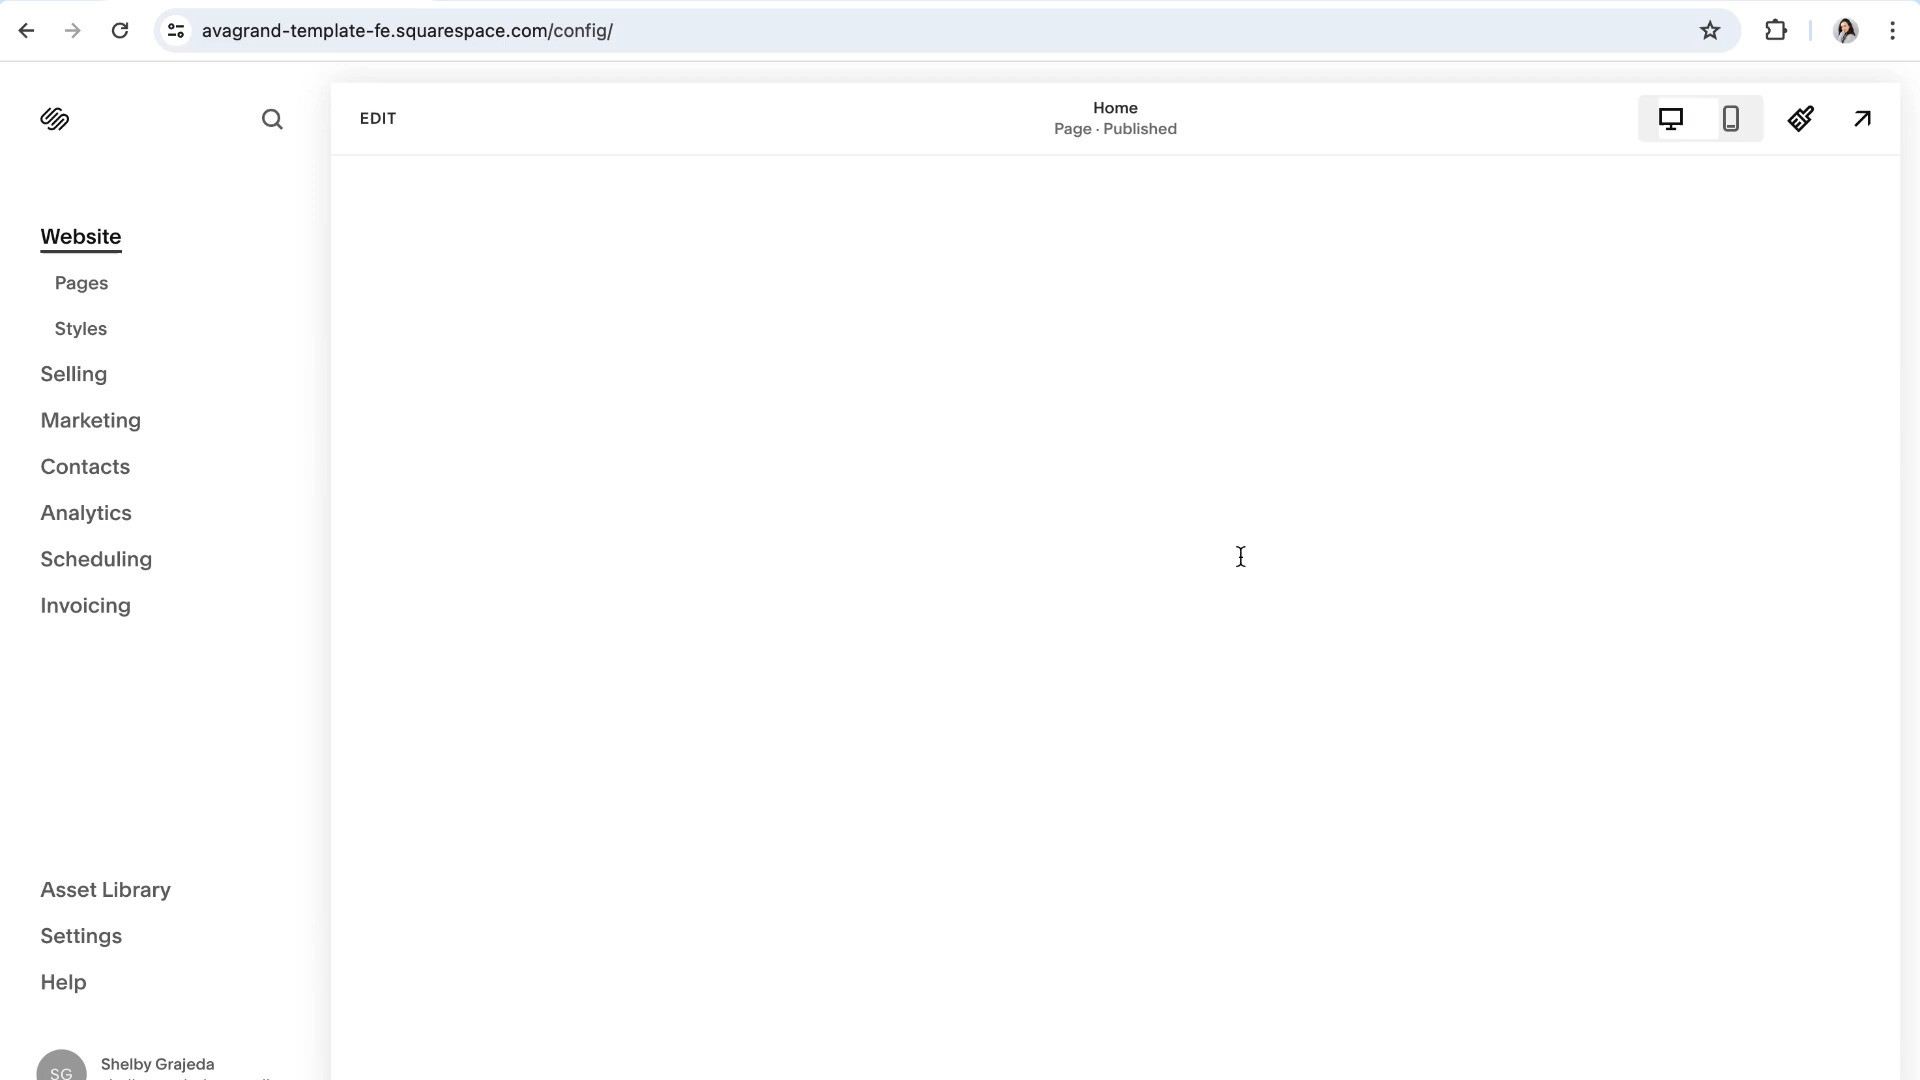 avagrand-template-fe.squarespace.com/config/
EDIT
Home
Page · Published
Website
Pages
Styles
Selling
Marketing
Contacts
Analytics
Scheduling
Invoicing
Asset Library
Settings
Help
SG
Shelby Grajeda